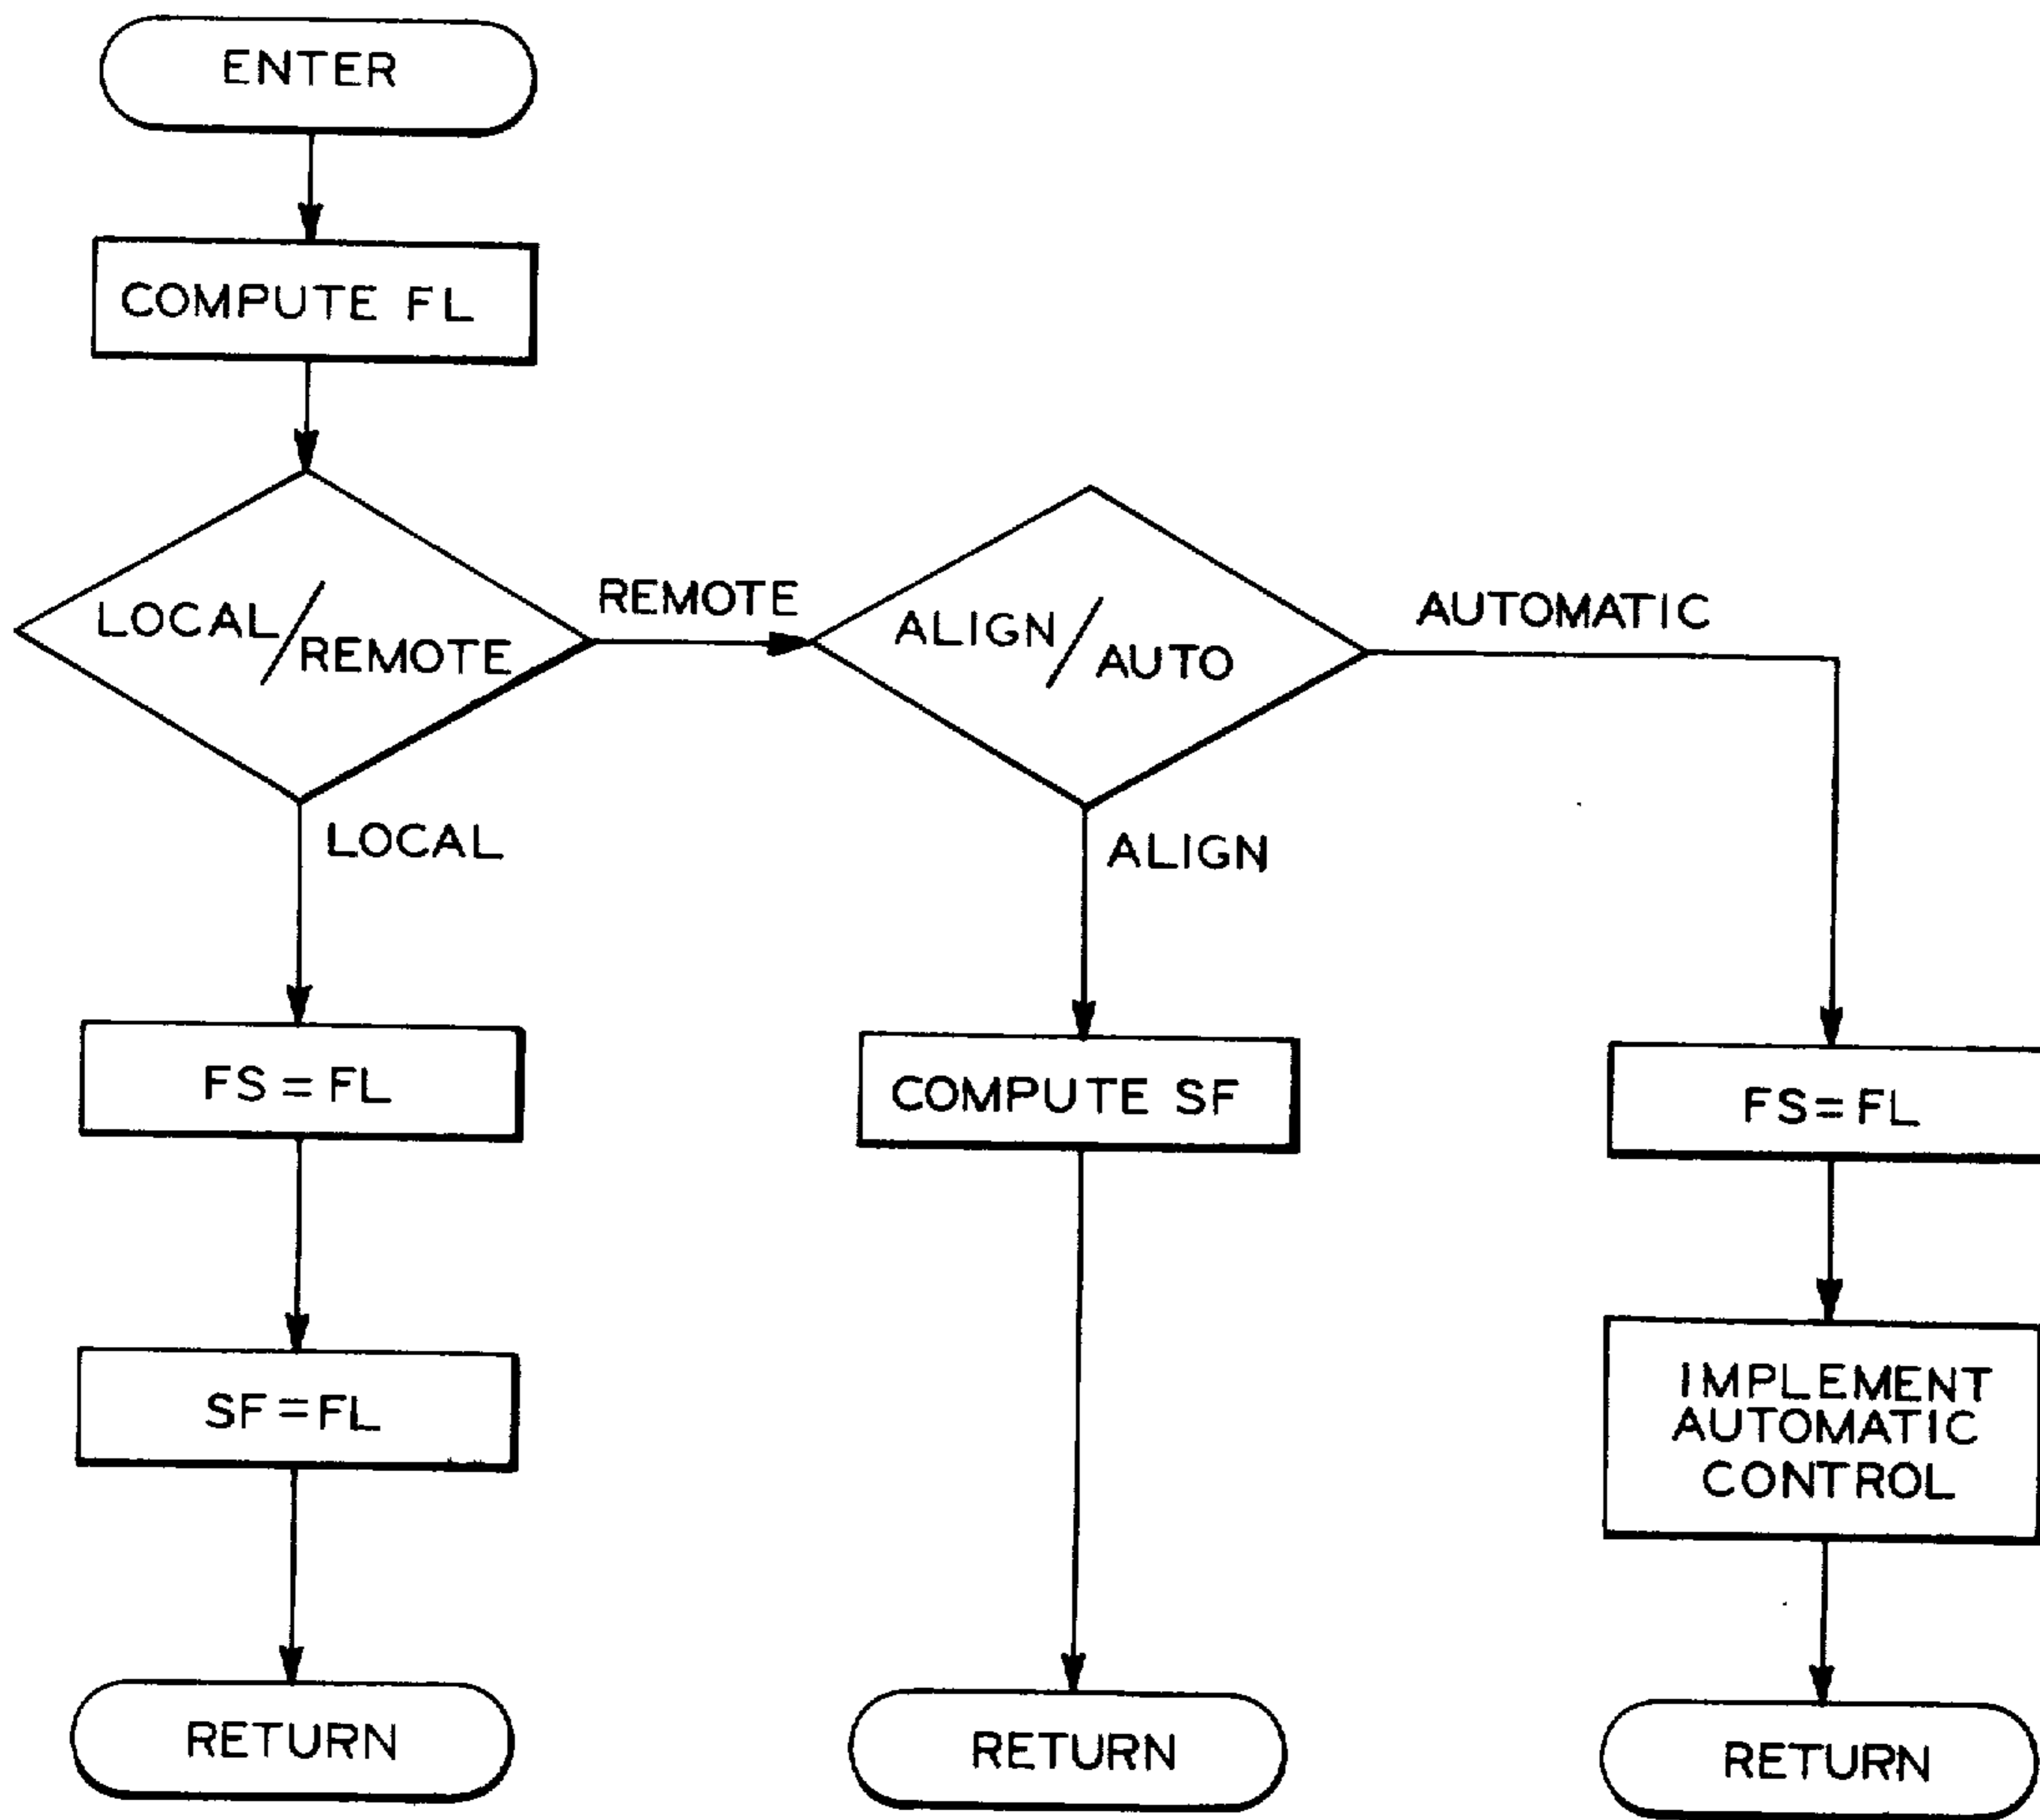 ENTER
COMPUTE FL
LOCAL/REMOTE
REMOTE
ALIGN/AUTO
AUTOMATIC
LOCAL
ALIGN
FS=FL
COMPUTE SF
FS=FL
SF=FL
IMPLEMENT
AUTOMATIC
CONTROL
RETURN
RETURN
RETURN